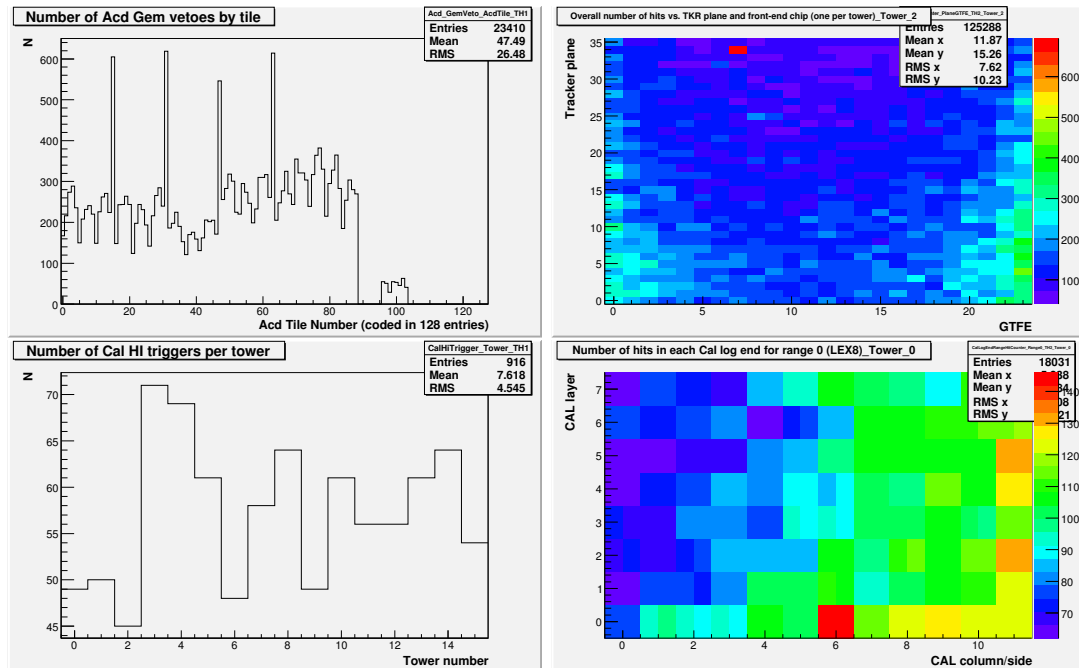 Number of Acd Gem vetoes by tile
Acd_GemVeto_AcdTile_TH1
Entries 23410
Mean 47.49
RMS 26.48
N
600
500
400
300
200
100
0
0 20 40 60 80 100 120
Acd Tile Number (coded in 128 entries)
Overall number of hits vs. TKR plane and front-end chip (one per tower)_Tower_2
Entries 125288
Mean x 11.87
Mean y 15.26
RMS x 7.62
RMS y 10.23
Tracker plane
35
30
25
20
15
10
5
0
0 5 10 15 20
GTFE
600
500
400
300
200
100
Number of Cal HI triggers per tower
CalHiTrigger_Tower_TH1
Entries 916
Mean 7.618
RMS 4.545
N
70
65
60
55
50
45
0 2 4 6 8 10 12 14
Tower number
Number of hits in each Cal log end for range 0 (LEX8)_Tower_0
Entries 18031
Mean x
Mean y
RMS x
RMS y
CAL layer
7
6
5
4
3
2
1
0
0 2 4 6 8 10
CAL column/side
140
130
120
110
100
90
80
70